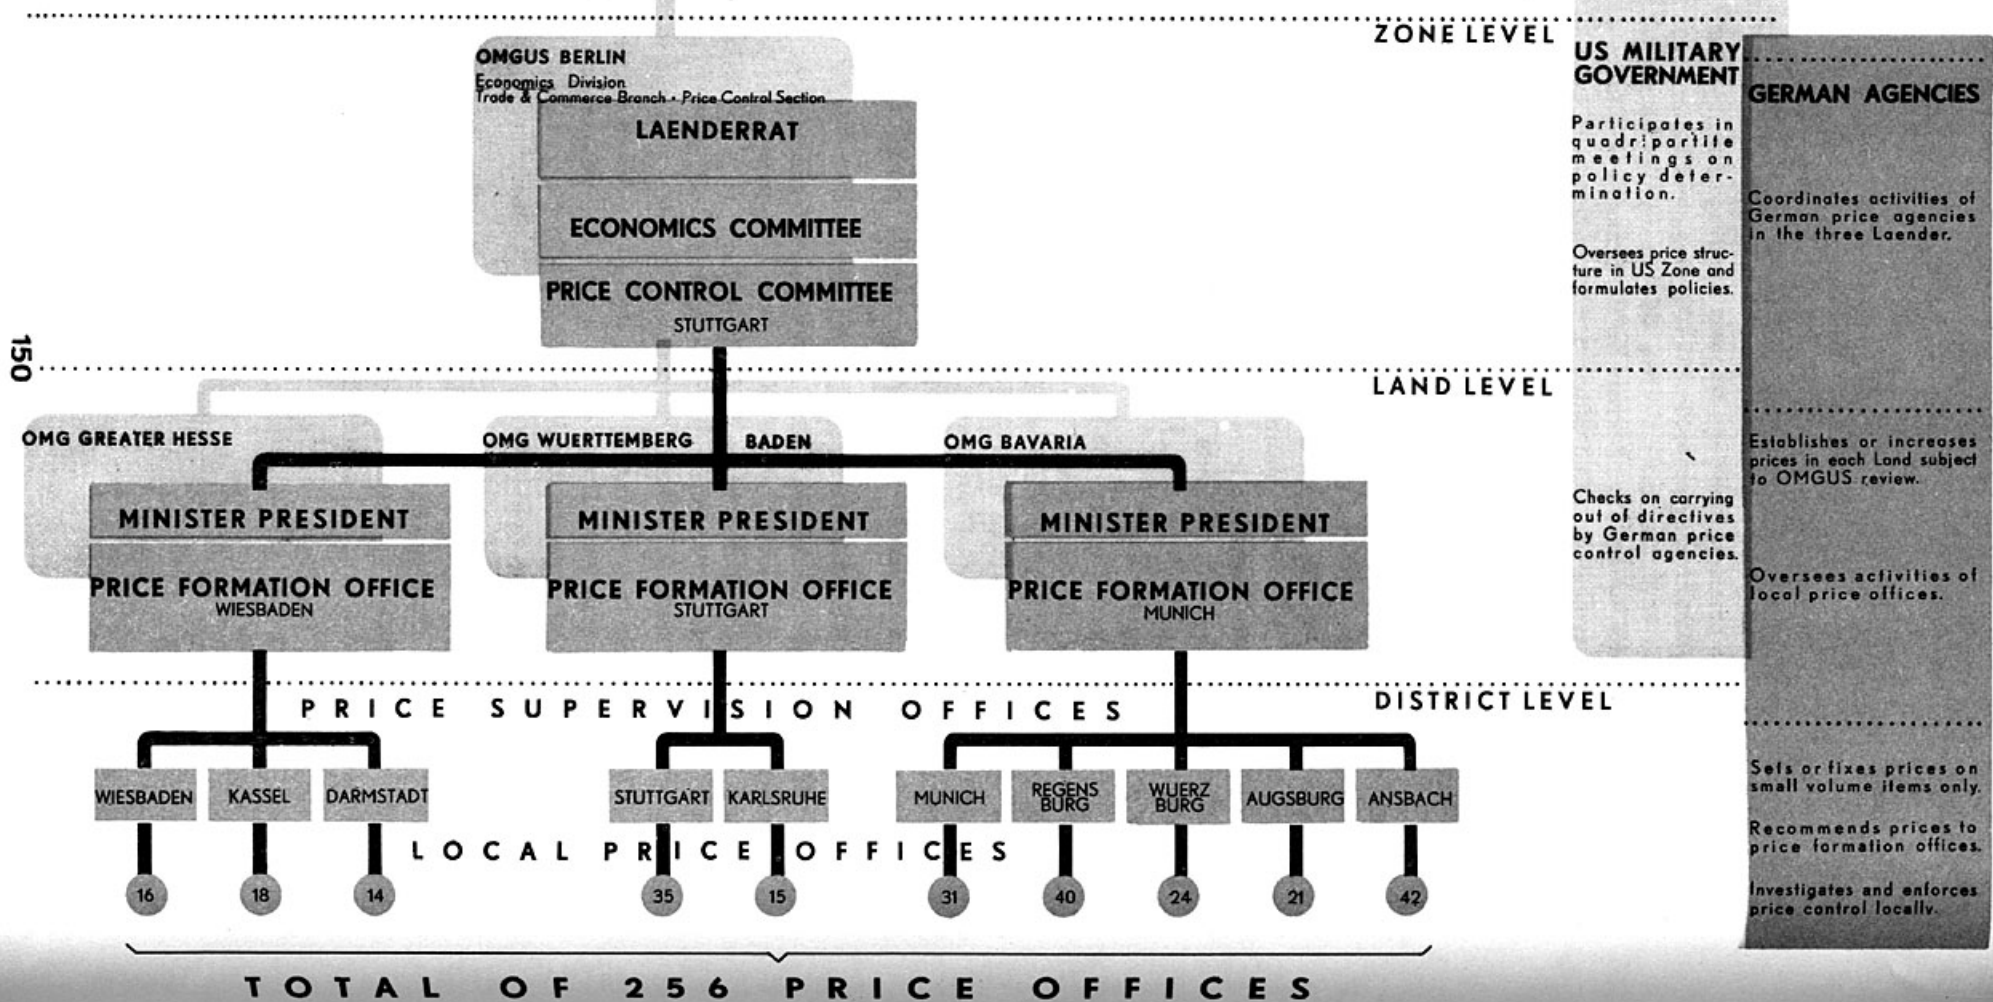 ZONE LEVEL
OMGUS BERLIN
Economics Division
Trade & Commerce Branch - Price Control Section
LAENDERRAT
ECONOMICS COMMITTEE
PRICE CONTROL COMMITTEE
STUTTGART
150
LAND LEVEL
OMG GREATER HESSE
OMG WUERTTEMBERG BADEN
OMG BAVARIA
MINISTER PRESIDENT
PRICE FORMATION OFFICE
WIESBADEN
MINISTER PRESIDENT
PRICE FORMATION OFFICE
STUTTGART
MINISTER PRESIDENT
PRICE FORMATION OFFICE
MUNICH
DISTRICT LEVEL
PRICE SUPERVISION OFFICES
WIESBADEN
KASSEL
DARMSTADT
STUTTGART
KARLSRUHE
MUNICH
REGENS
BURG
WUERZ
BURG
AUGSBURG
ANSBACH
LOCAL PRICE OFFICES
16
18
14
35
15
31
40
24
21
42
TOTAL OF 256 PRICE OFFICES
US MILITARY
GOVERNMENT
Participates in
quadripartite
meetings on
policy deter-
mination.
Oversees price struc-
ture in US Zone and
formulates policies.
Checks on carrying
out of directives
by German price
control agencies.
GERMAN AGENCIES
Coordinates activities of
German price agencies
in the three Laender.
Establishes or increases
prices in each Land subject
to OMGUS review.
Oversees activities of
local price offices.
Sets or fixes prices on
small volume items only.
Recommends prices to
price formation offices.
Investigates and enforces
price control locally.